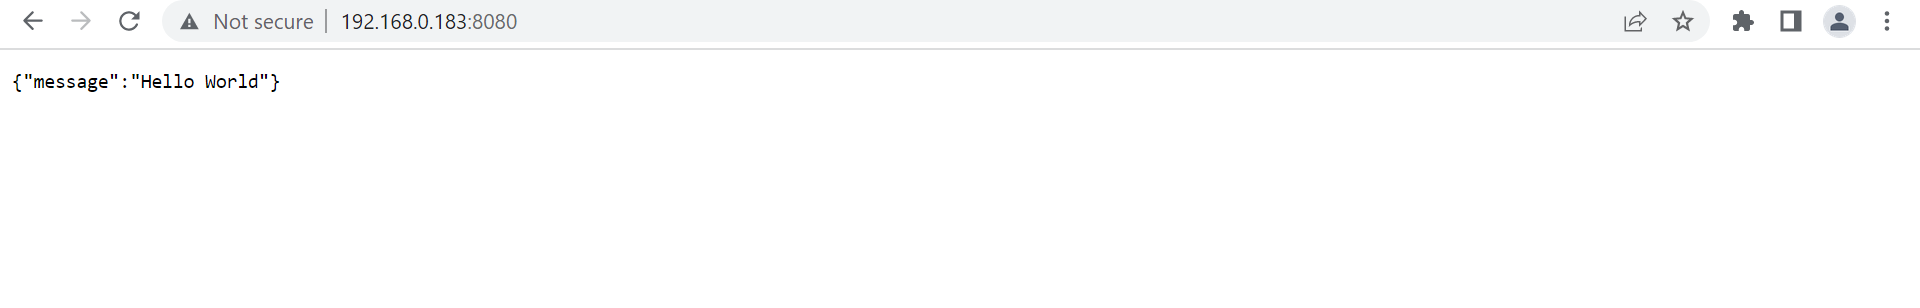 Not secure | 192.168.0.183:8080
{"message":"Hello World"}